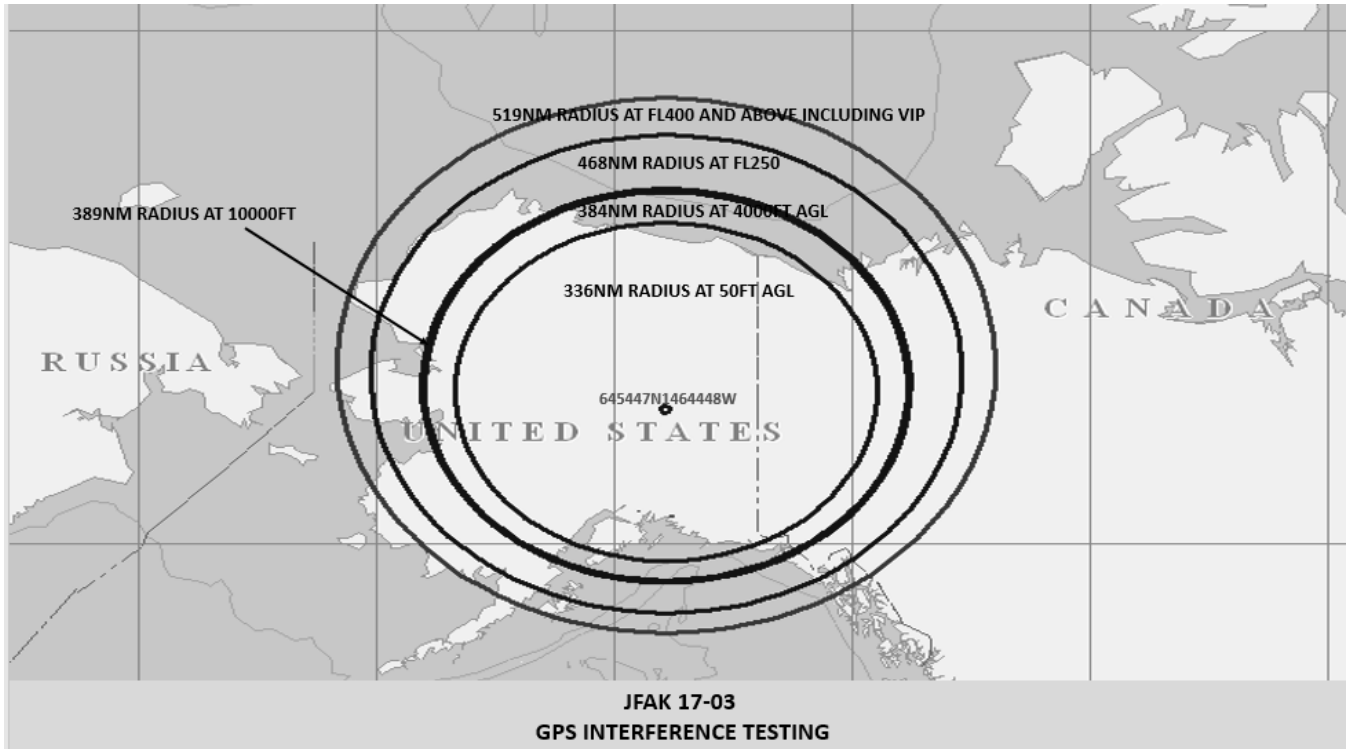 519NM RADIUS AT FL400 AND ABOVE INCLUDING VIP
468NM RADIUS AT FL250
389NM RADIUS AT 10000FT
384NM RADIUS AT 4000FT AGL
336NM RADIUS AT 50FT AGL
CANADA
RUSSIA
645447N1464448W
UNITED STATES
JFAK 17-03
GPS INTERFERENCE TESTING